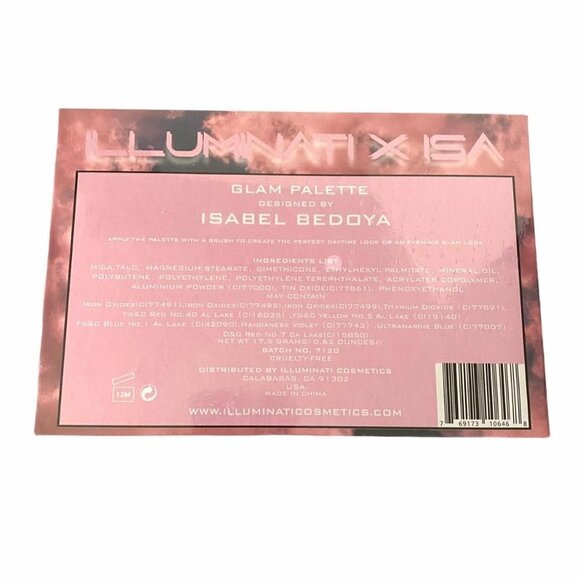 ILLUMINATI X ISA
GLAM PALETTE
DESIGNED BY
ISABEL BEDOYA
APPLY THE PALETTE WITH A BRUSH TO CREATE THE PERFECT DAYTIME LOOK OR AN EVENING GLAM LOOK
INGREDIENTS LIST
MICA, TALC, MAGNESIUM STEARATE, DIMETHICONE, ETHYLHEXYL PALMITATE, MINERAL OIL,
POLYBUTENE, POLYETHYLENE, POLYETHYLENE TEREPHTHALATE, ACRYLATES COPOLYMER,
ALUMINIUM POWDER (CI77000), TIN OXIDE(CI77861), PHENOXYETHANOL.
MAY CONTAIN
IRON OXIDES(CI77491),IRON OXIDES(CI77492),IRON OXIDES(CI77499),TITANIUM DIOXIDE (CI77891),
FD&C RED NO.40 AL LAKE (CI16035) ,FD&C YELLOW NO.5 AL LAKE (CI19140)
FD&C BLUE NO.1 AL LAKE (CI42090),MANGANESE VIOLET (CI77742) ,ULTRAMARINE BLUE (CI77007)
D&C RED NO.7 CA LAKE(CI15850)
NET WT 17.5 GRAMS/ 0.62 OUNCES()
BATCH NO. 7120
CRUELTY-FREE
DISTRIBUTED BY ILLUMINATI COSMETICS
CALABASAS, CA 91302
USA
MADE IN CHINA
WWW.ILLUMINATICOSMETICS.COM
12M
7 69173 10646 8